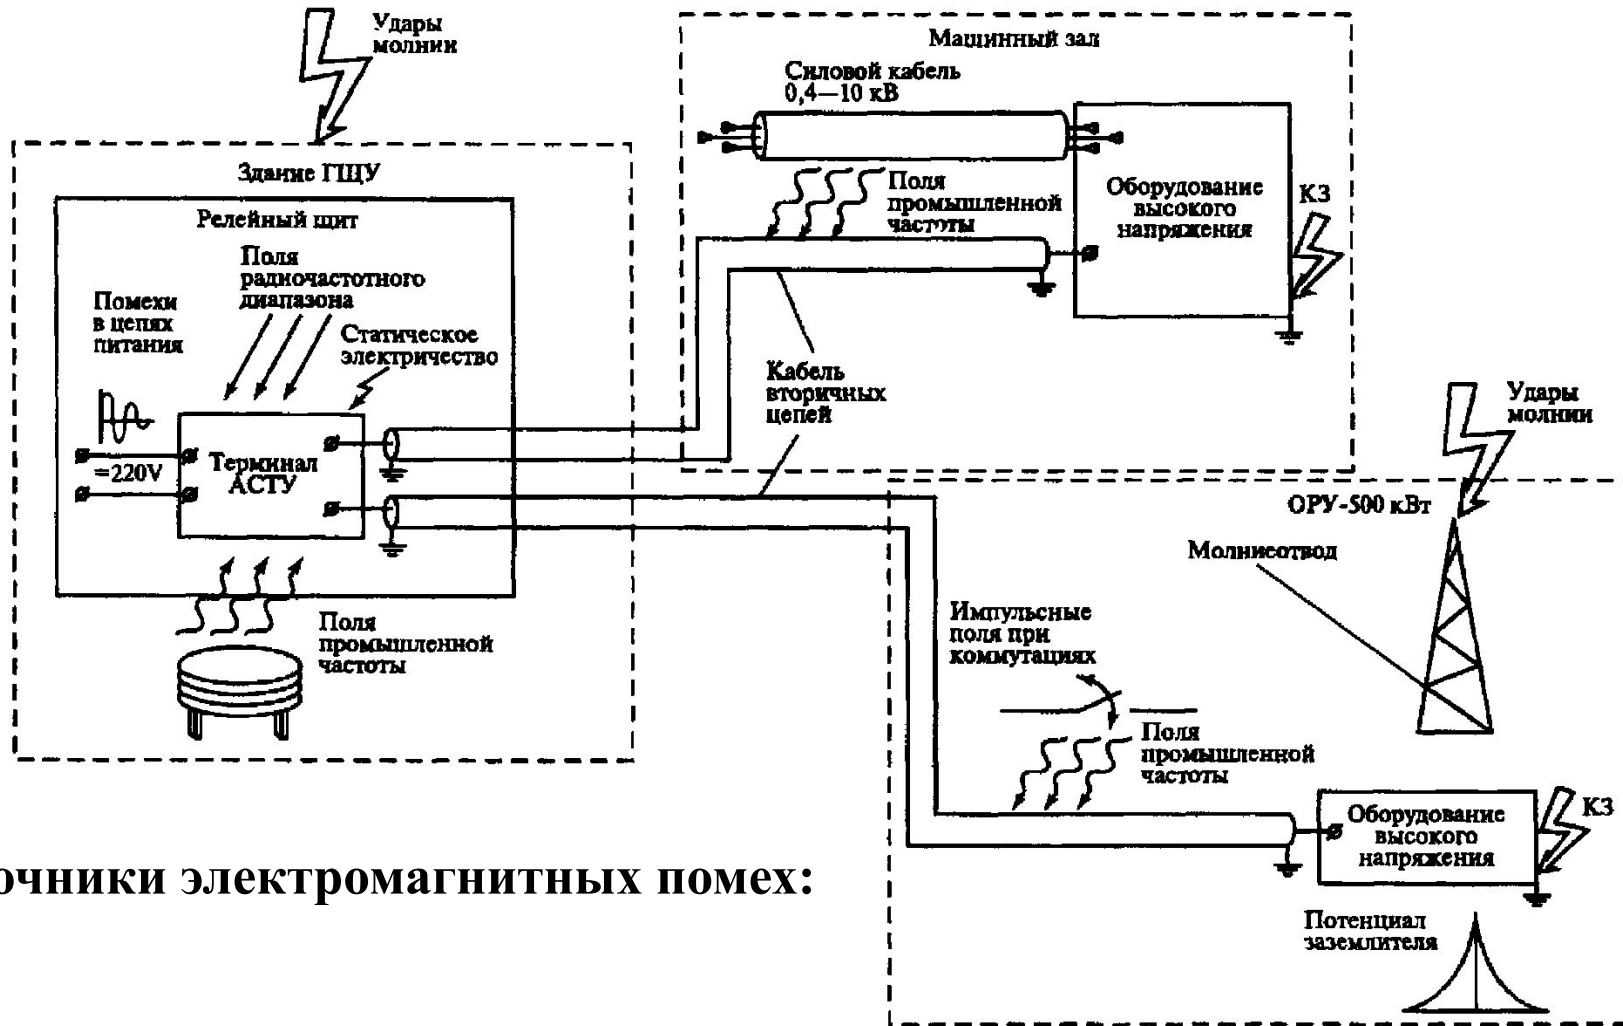 Удары
молнии
Машинный зал
Силовой кабель
0,4—10 кВ
Здание ГЩУ
Релейный щит
Поля
радиочастотного
диапазона
Помехи
в цепях
питания
Статическое
электричество
=220V
Терминал
АСТУ
Поля
промышленной
частоты
Поля
промышленной
частоты
Оборудование
высокого
напряжения
КЗ
Кабель
вторичных
цепей
Удары
молнии
ОРУ-500 кВт
Молниеотвод
Импульсные
поля при
коммутациях
Поля
промышленной
частоты
Оборудование
высокого
напряжения
КЗ
Потенциал
заземлителя
очники электромагнитных помех: